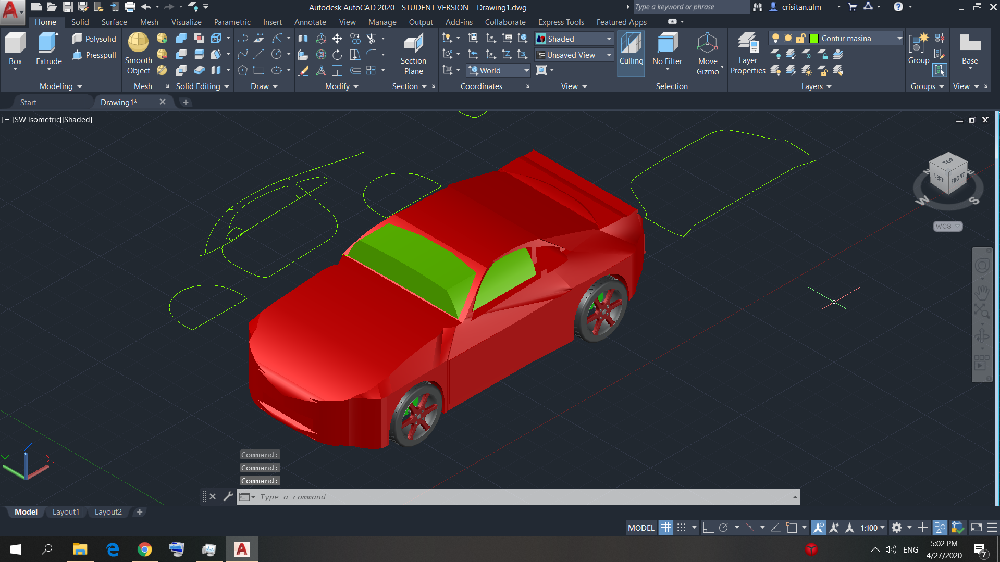 Autodesk AutoCAD 2020 - STUDENT VERSION Drawing1.dwg
Type a keyword or phrase
crisitan.ulm
Home Solid Surface Mesh Visualize Parametric Insert Annotate View Manage Output Add-ins Collaborate Express Tools Featured Apps
Box
Extrude
Polysolid
Presspull
Modeling
Smooth
Object
Mesh
Solid Editing
Draw
Modify
Section
Plane
Section
World
Coordinates
Shaded
Unsaved View
View
Culling
No Filter
Move
Gizmo
Selection
Layer
Properties
Contur masina
Layers
Group
Groups
Base
View
Start
Drawing1*
[−][SW Isometric][Shaded]
TOP
LEFT
FRONT
N
E
W
S
WCS
Z
Y
X
Command:
Command:
Command:
Type a command
Model Layout1 Layout2
MODEL
1:100
ENG
5:02 PM
4/27/2020
7